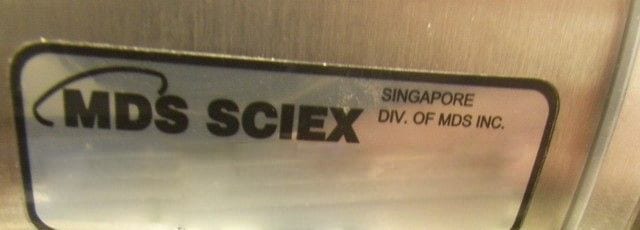 MDS SCIEX
SINGAPORE
DIV. OF MDS INC.